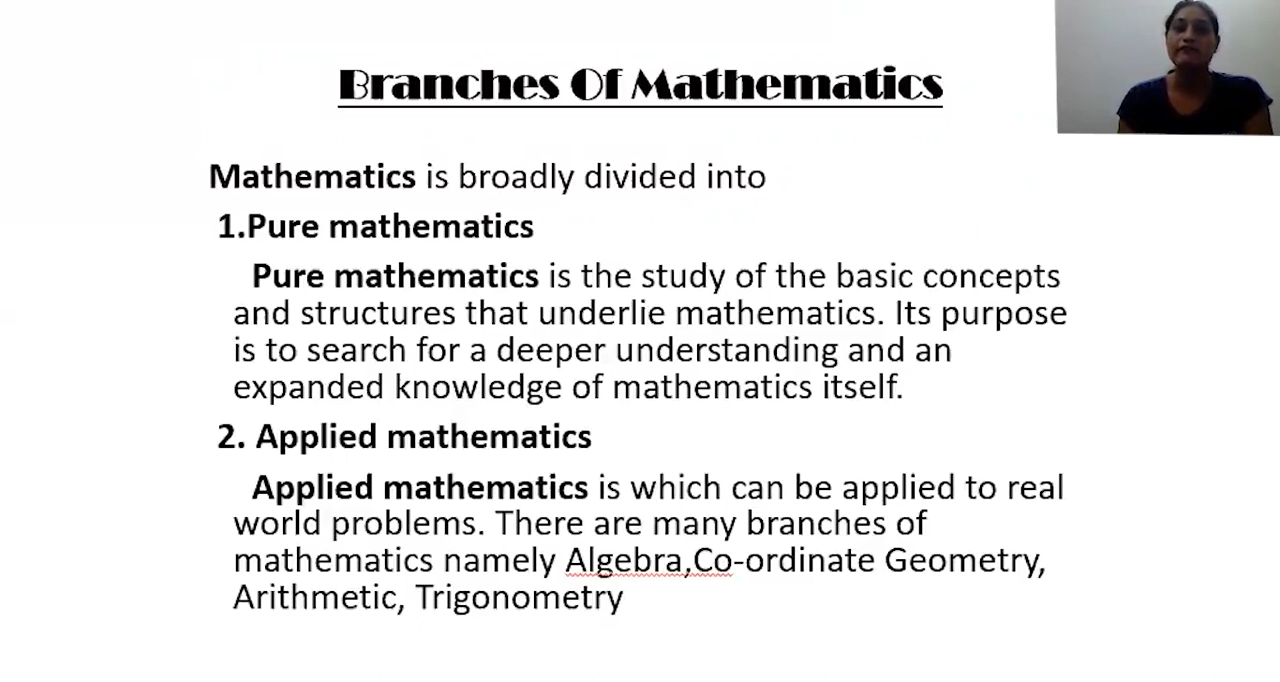 Branches Of Mathematics
Mathematics is broadly divided into
1.Pure mathematics
Pure mathematics is the study of the basic concepts
and structures that underlie mathematics. Its purpose
is to search for a deeper understanding and an
expanded knowledge of mathematics itself.
2. Applied mathematics
Applied mathematics is which can be applied to real
world problems. There are many branches of
mathematics namely Algebra,Co-ordinate Geometry,
Arithmetic, Trigonometry